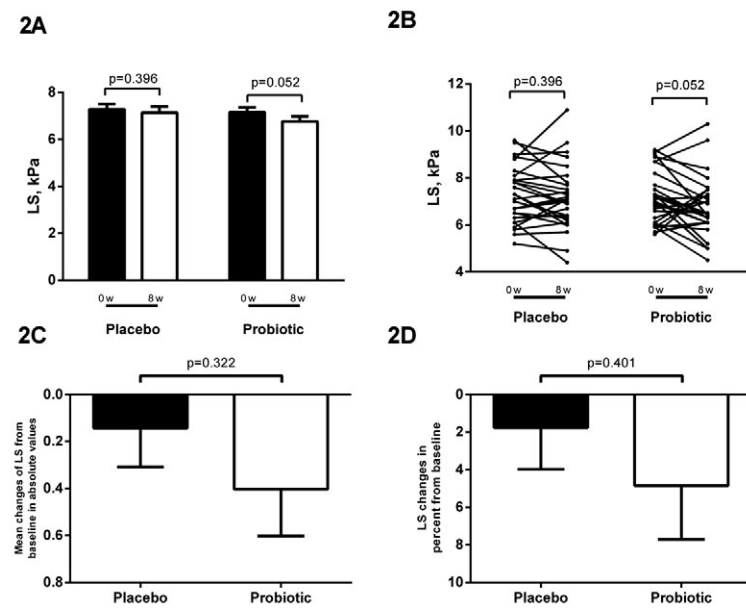 2A
p=0.396
p=0.052
8
6
4
2
0
LS, kPa
0 w
8 w
0 w
8 w
Placebo
Probiotic
2B
p=0.396
p=0.052
12
10
8
6
4
LS, kPa
0 w
8 w
0 w
8 w
Placebo
Probiotic
2C
p=0.322
0.0
0.2
0.4
0.6
0.8
Mean changes of LS from
baseline in absolute values
Placebo
Probiotic
2D
p=0.401
0
2
4
6
8
10
LS changes in
percent from baseline
Placebo
Probiotic